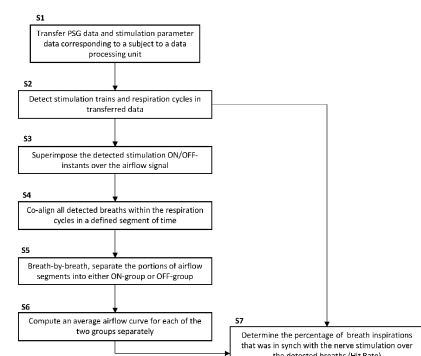 S1
Transfer PSG data and stimulation parameter
data corresponding to a subject to a data
processing unit
S2
Detect stimulation trains and respiration cycles in
transferred data
S3
Superimpose the detected stimulation ON/OFF-
instants over the airflow signal
S4
Co-align all detected breaths within the respiration
cycles in a defined segment of time
S5
Breath-by-breath, separate the portions of airflow
segments into either ON-group or OFF-group
S6
Compute an average airflow curve for each of the
two groups separately
S7
Determine the percentage of breath inspirations
that was in synch with the nerve stimulation over
the detected breaths (Hit Rate)